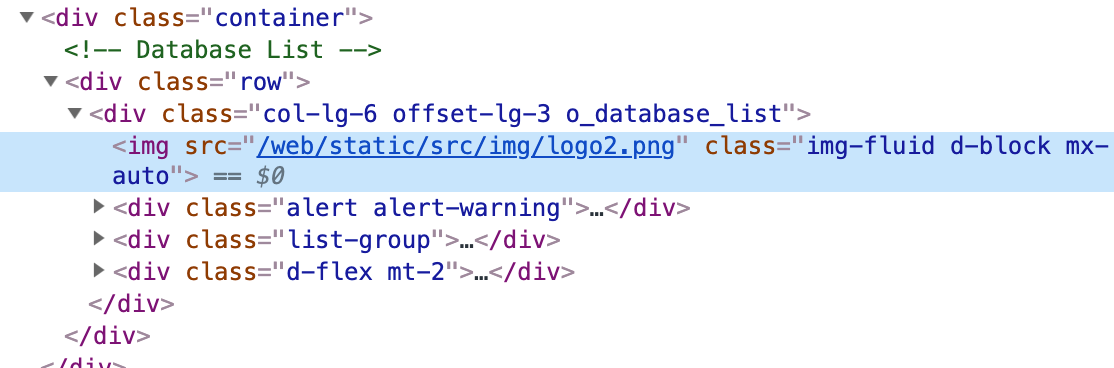 ▼<div class="container">
<!-- Database List -->
▼<div class="row">
▼<div class="col-lg-6 offset-lg-3 o_database_list">
<img src="/web/static/src/img/logo2.png" class="img-fluid d-block mx-
auto"> == $0
▶<div class="alert alert-warning">…</div>
▶<div class="list-group">…</div>
▶<div class="d-flex mt-2">…</div>
</div>
</div>
</div>